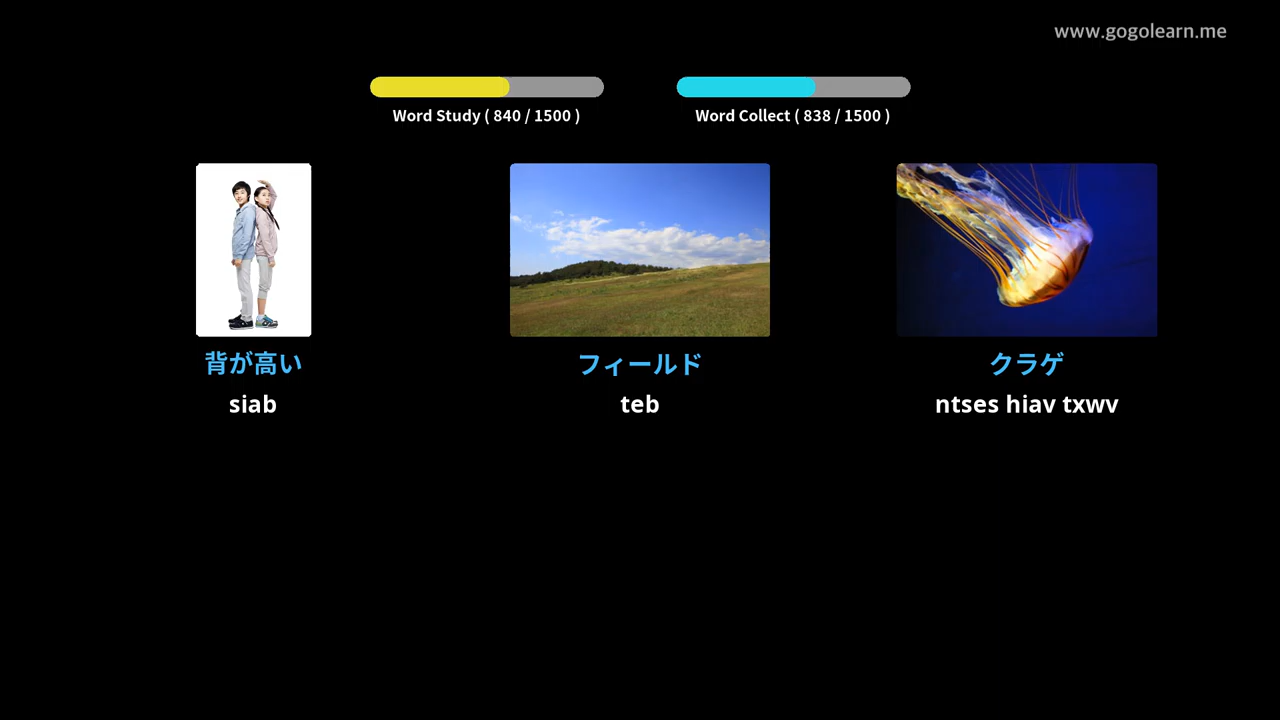 www.gogolearn.me
Word Study ( 840 / 1500 )
Word Collect ( 838 / 1500 )
背が高い
フィールド
クラゲ
siab
teb
ntses hiav txwv